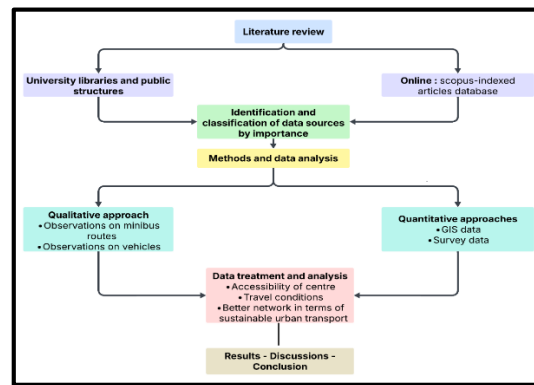 Literature review
University libraries and public
structures
Online : scopus-indexed
articles database
Identification and
classification of data sources
by importance
Methods and data analysis
Qualitative approach
•Observations on minibus
routes
•Observations on vehicles
Quantitative approaches
•GIS data
•Survey data
Data treatment and analysis
•Accessibility of centre
•Travel conditions
•Better network in terms of
sustainable urban transport
Results - Discussions -
Conclusion